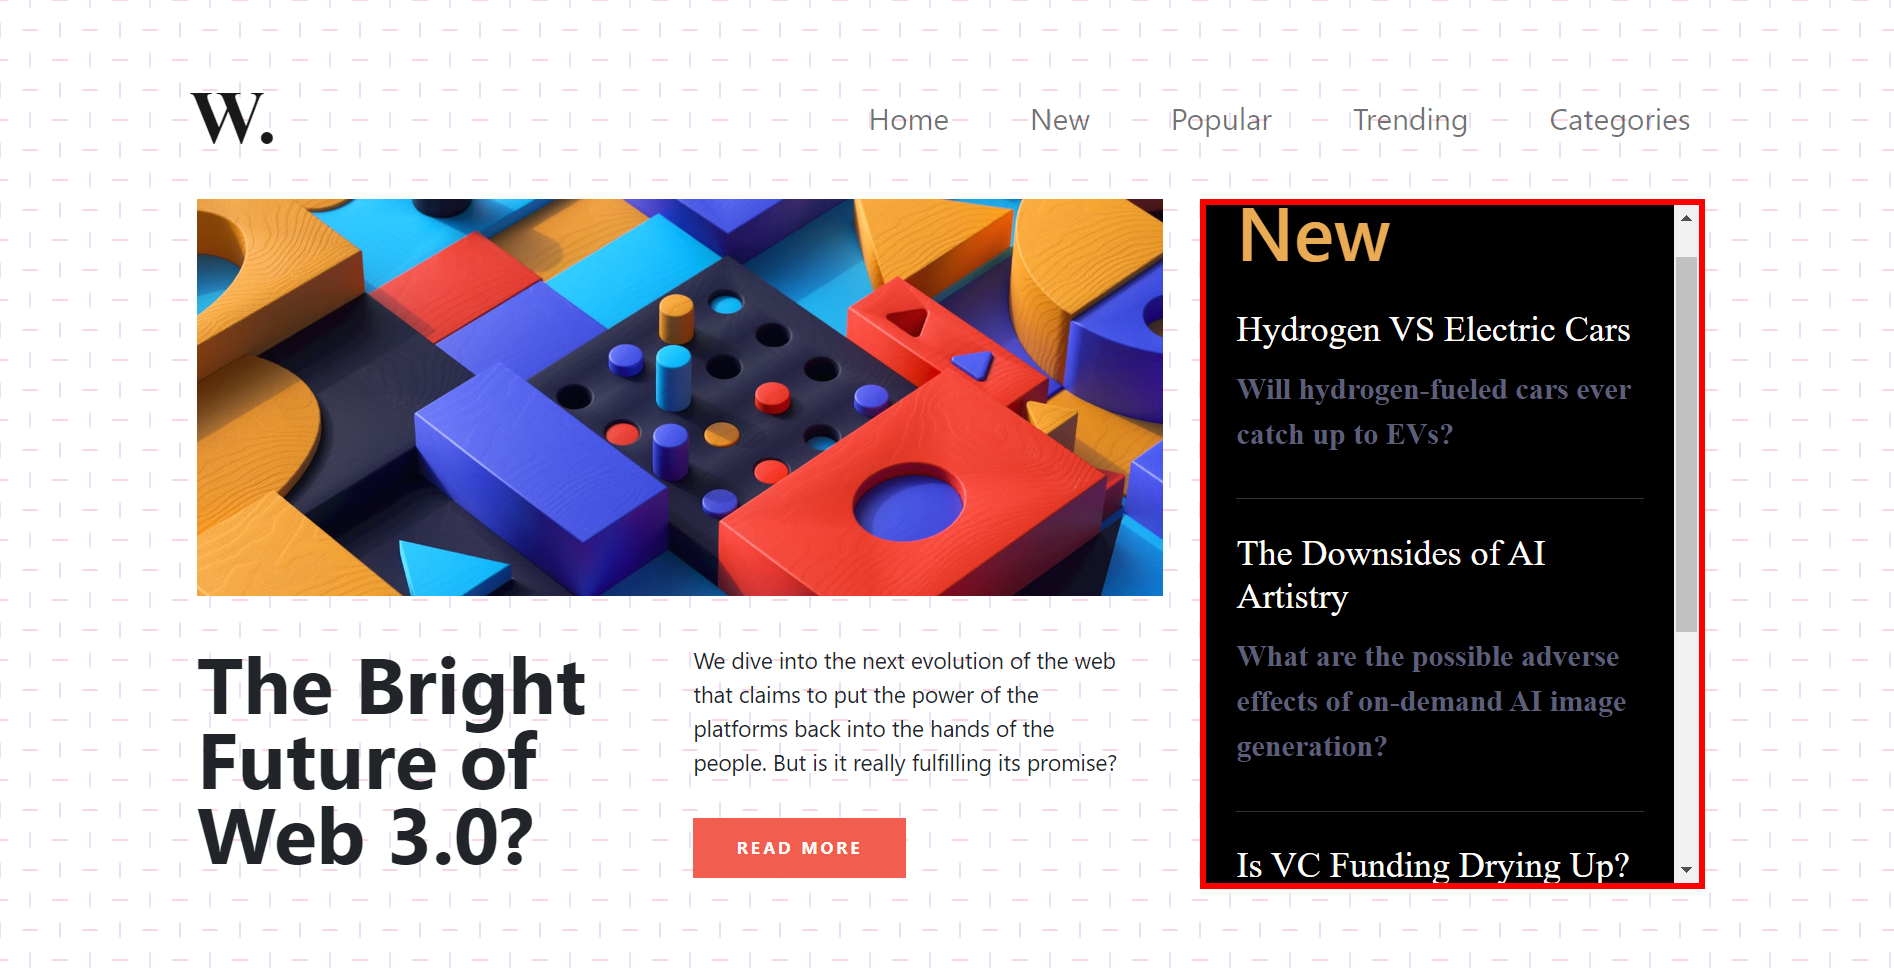 W.
Home New Popular Trending Categories
The Bright
Future of
Web 3.0?
We dive into the next evolution of the web
that claims to put the power of the
platforms back into the hands of the
people. But is it really fulfilling its promise?
READ MORE
New
Hydrogen VS Electric Cars
Will hydrogen-fueled cars ever
catch up to EVs?
The Downsides of AI
Artistry
What are the possible adverse
effects of on-demand AI image
generation?
Is VC Funding Drying Up?